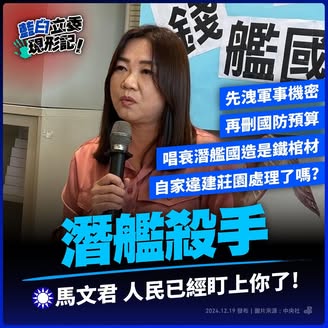 藍白立委
現形記!
錢
艦國
先洩軍事機密
再刪國防預算
唱衰潛艦國造是鐵棺材
自家違建莊園處理了嗎?
潛艦殺手
馬文君 人民已經盯上你了!
2024.12.19 發布 | 圖片來源:中央社